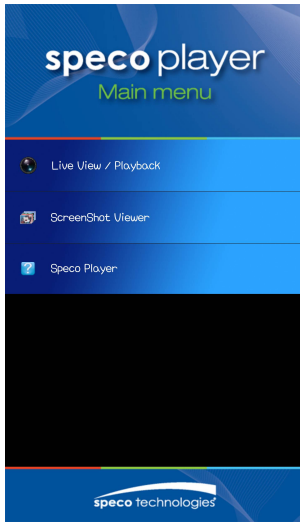 speco player
Main menu
Live View / Playback
ScreenShot Viewer
Speco Player
speco technologies